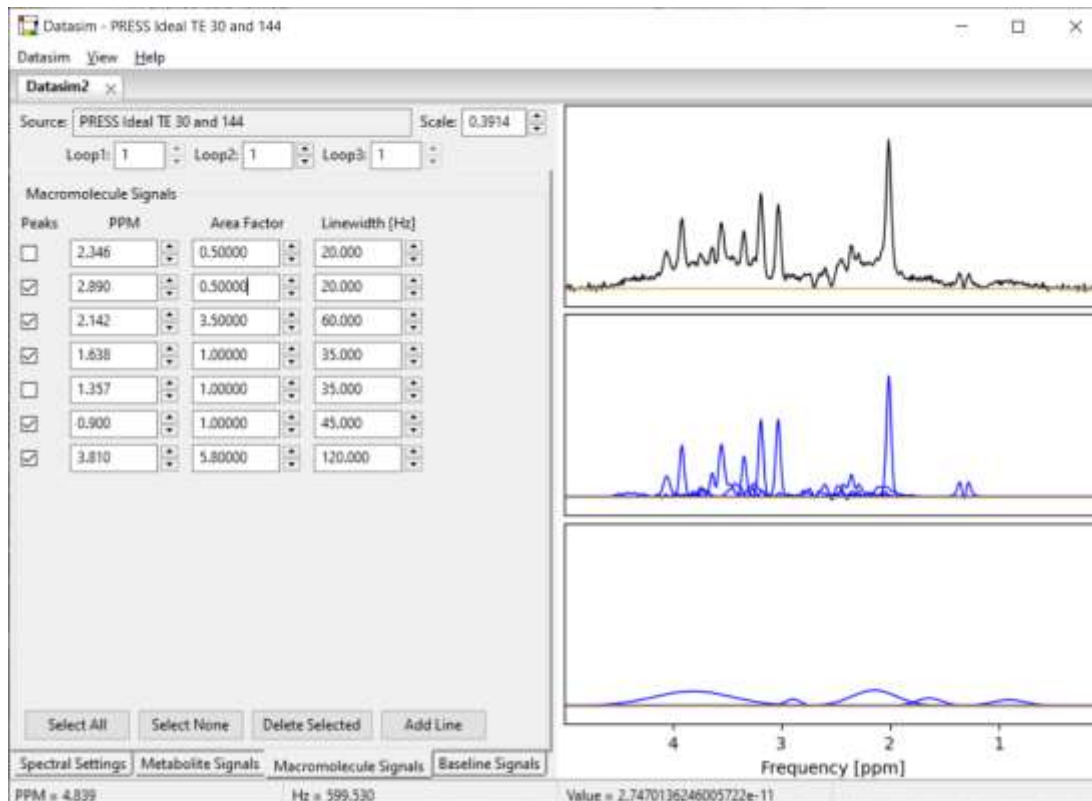 Datasim - PRESS Ideal TE 30 and 144
Datasim View Help
Datasim2
Source: PRESS Ideal TE 30 and 144 Scale: 0.3914
Loop1: 1 Loop2: 1 Loop3: 1
Macromolecule Signals
Peaks PPM Area Factor Linewidth [Hz]
2.346 0.50000 20.000
2.890 0.50000 20.000
2.142 3.50000 60.000
1.638 1.00000 35.000
1.357 1.00000 35.000
0.900 1.00000 45.000
3.810 5.80000 120.000
Select All Select None Delete Selected Add Line
Spectral Settings Metabolite Signals Macromolecule Signals Baseline Signals
4 3 2 1
Frequency [ppm]
PPM = 4.839 Hz = 599.530 Value = 2.7470136246005722e-11